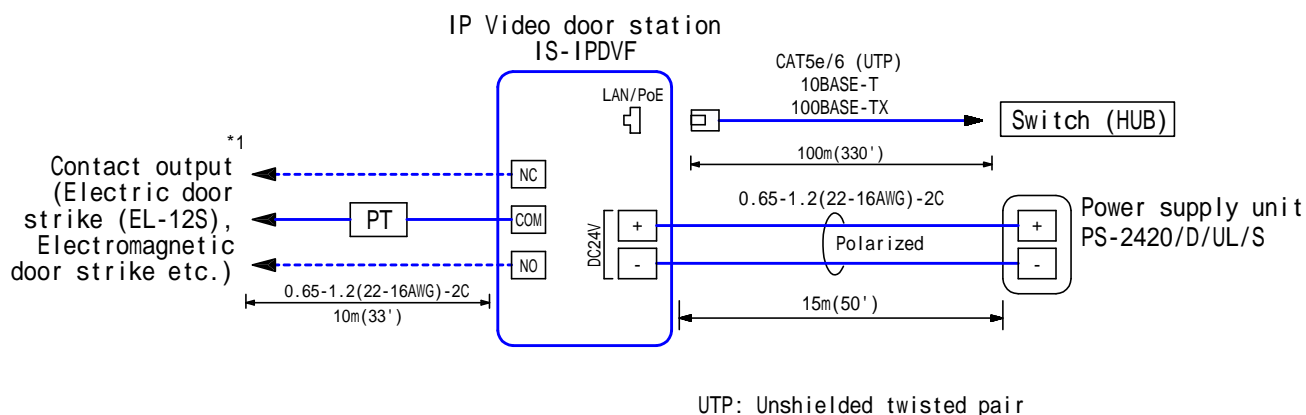 IP Video door station
IS-IPDVF
CAT5e/6 (UTP)
10BASE-T
100BASE-TX
LAN/PoE
Switch (HUB)
100m(330')
*1
Contact output
(Electric door
strike (EL-12S),
Electromagnetic
door strike etc.)
NC
COM
NO
PT
0.65-1.2(22-16AWG)-2C
10m(33')
DC24V
+
-
0.65-1.2(22-16AWG)-2C
Polarized
15m(50')
+
-
Power supply unit
PS-2420/D/UL/S
UTP: Unshielded twisted pair